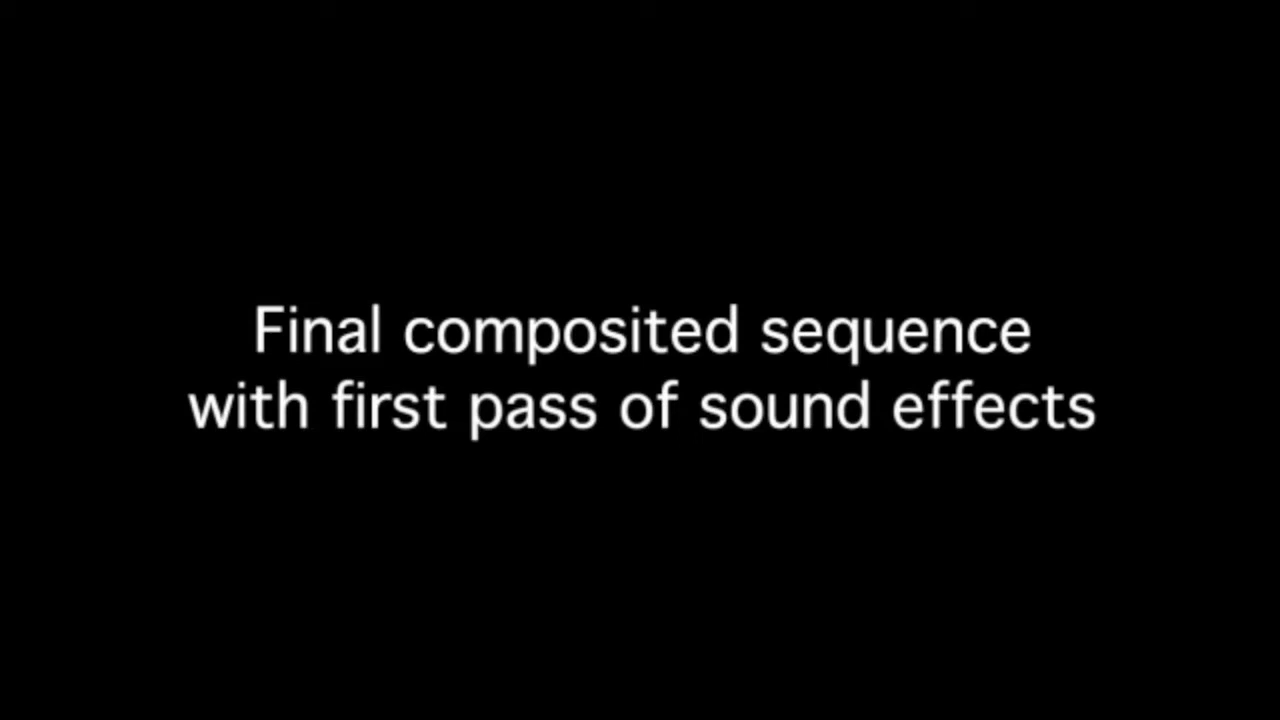 Final composited sequence
with first pass of sound effects